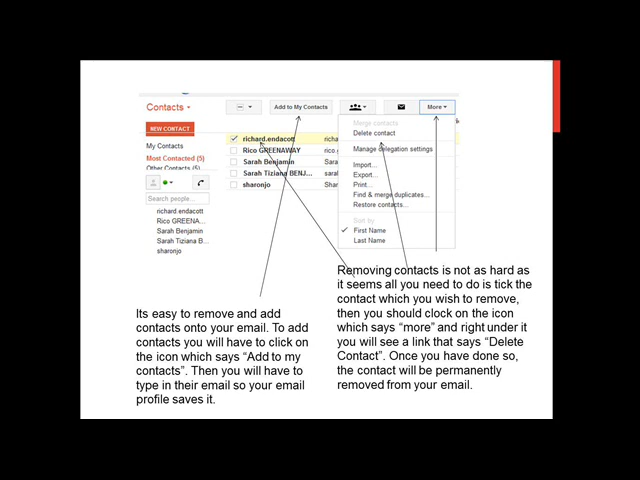 Contacts
Add to My Contacts
More
NEW CONTACT
My Contacts
Most Contacted (5)
Other Contacts (5)
Search people...
richard.endacott
Rico GREENA...
Sarah Benjamin
Sarah Tiziana B...
sharonjo
richard.endacott richa
Rico GREENAWAY rico.
Sarah Benjamin sarah
Sarah Tiziana BENJ... saral
sharonjo sharo
Merge contacts
Delete contact
Manage delegation settings
Import...
Export...
Print...
Find & merge duplicates...
Restore contacts...
Sort by
First Name
Last Name
Its easy to remove and add
contacts onto your email. To add
contacts you will have to click on
the icon which says “Add to my
contacts”. Then you will have to
type in their email so your email
profile saves it.
Removing contacts is not as hard as
it seems all you need to do is tick the
contact which you wish to remove,
then you should clock on the icon
which says “more” and right under it
you will see a link that says “Delete
Contact”. Once you have done so,
the contact will be permanently
removed from your email.